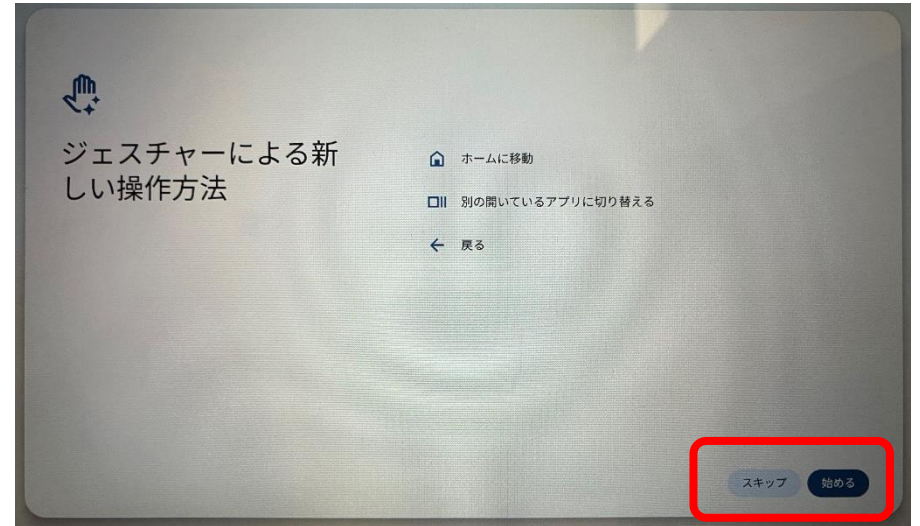 ジェスチャーによる新
しい操作方法
ホームに移動
別の開いているアプリに切り替える
戻る
スキップ
始める